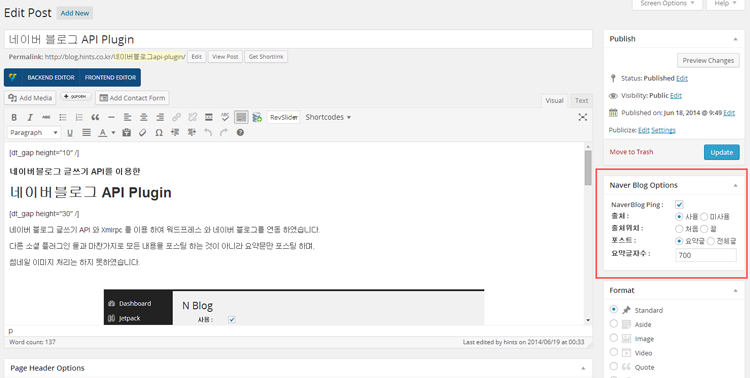 Edit Post Add New
Screen Options Help
네이버 블로그 API Plugin
Permalink: http://blog.hints.co.kr/네이버블로그api-plugin/ Edit View Post Get Shortlink
BACKEND EDITOR FRONTEND EDITOR
Add Media Add Contact Form
Visual Text
B I ABC ABC RevSlider Shortcodes
Paragraph U A
[dt_gap height="10" /]
네이버블로그 글쓰기 API를 이용한
네이버블로그 API Plugin
[dt_gap height="30" /]
네이버 블로그 글쓰기 API 와 Xmlrpc 를 이용 하여 워드프레스 와 네이버 블로그를 연동 하였습니다.
다른 소셜 플러그인 들과 마찬가지로 모든 내용을 포스팅 하는 것이 아니라 요약문만 포스팅 하며,
썸네일 이미지 처리는 하지 못하였습니다.
Dashboard
Jetpack
N Blog
사용 :
p
Word count: 137
Last edited by hints on 2014/06/19 at 00:33
Page Header Options
Publish
Preview Changes
Status: Published Edit
Visibility: Public Edit
Published on: Jun 18, 2014 @ 9:49 Edit
Publicize: Edit Settings
Move to Trash Update
Naver Blog Options
NaverBlog Ping :
출처 : 사용 미사용
출처위치 : 처음 끝
포스트 : 요약글 전체글
요약글자수 : 700
Format
Standard
Aside
Image
Video
Quote